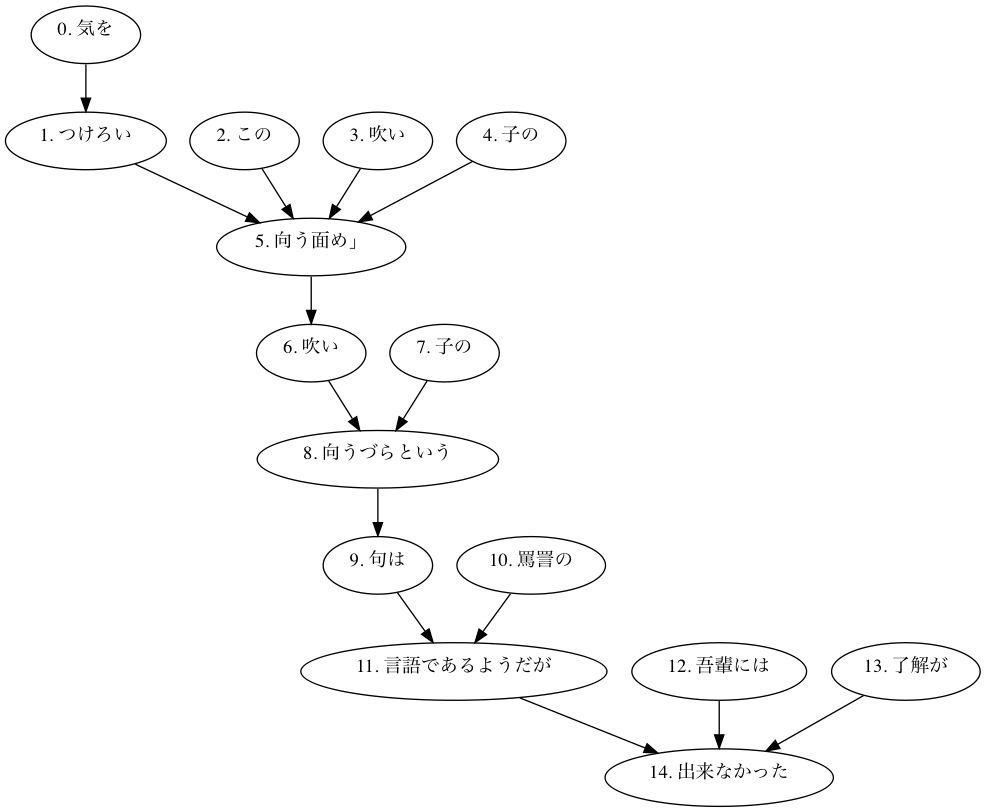 0. 気を
1. つけろい
2. この
3. 吹い
4. 子の
5. 向う面め」
6. 吹い
7. 子の
8. 向うづらという
9. 句は
10. 罵詈の
11. 言語であるようだが
12. 吾輩には
13. 了解が
14. 出来なかった